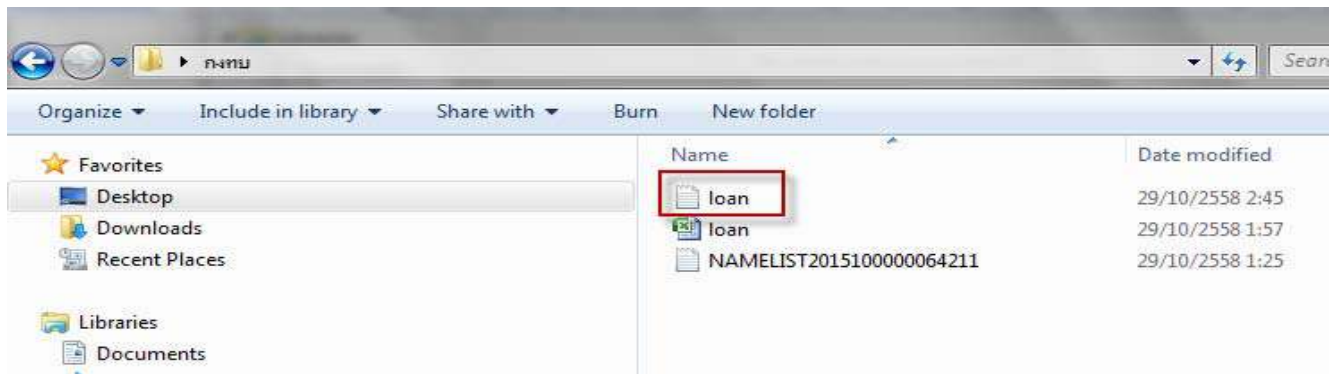 กงทบ
Sear
Organize Include in library Share with Burn New folder
Favorites
Desktop
Downloads
Recent Places
Libraries
Documents
Name Date modified
loan 29/10/2558 2:45
loan 29/10/2558 1:57
NAMELIST2015100000064211 29/10/2558 1:25